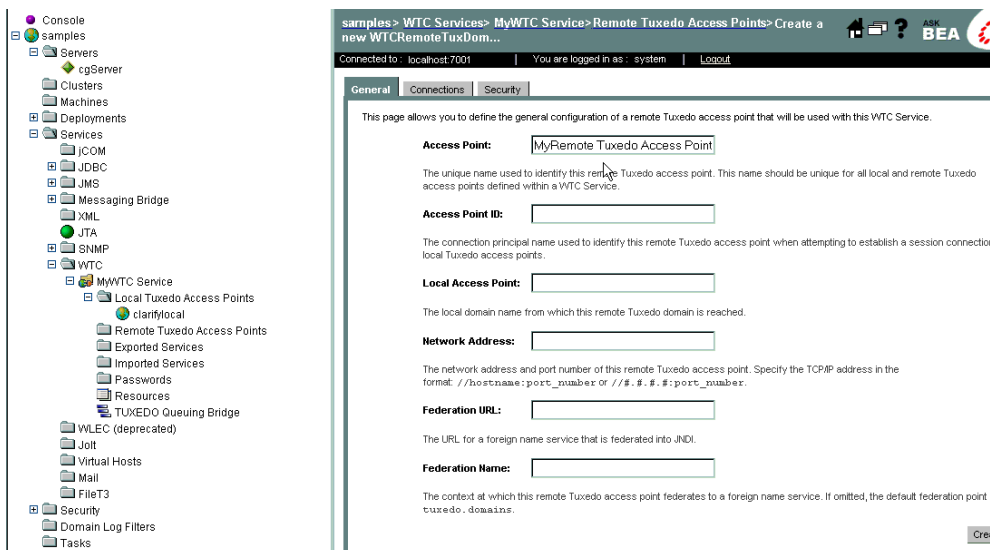 Console
samples
Servers
cgServer
Clusters
Machines
Deployments
Services
jCOM
JDBC
JMS
Messaging Bridge
XML
JTA
SNMP
WTC
MyWTC Service
Local Tuxedo Access Points
clarifylocal
Remote Tuxedo Access Points
Exported Services
Imported Services
Passwords
Resources
TUXEDO Queuing Bridge
WLEC (deprecated)
Jolt
Virtual Hosts
Mail
FileT3
Security
Domain Log Filters
Tasks
samples> WTC Services> MyWTC Service> Remote Tuxedo Access Points> Create a
new WTCRemoteTuxDom...
? ASK
BEA
Connected to : localhost:7001 | You are logged in as : system | Logout
General Connections Security
This page allows you to define the general configuration of a remote Tuxedo access point that will be used with this WTC Service.
Access Point: MyRemote Tuxedo Access Point
The unique name used to identify this remote Tuxedo access point. This name should be unique for all local and remote Tuxedo
access points defined within a WTC Service.
Access Point ID:
The connection principal name used to identify this remote Tuxedo access point when attempting to establish a session connection
local Tuxedo access points.
Local Access Point:
The local domain name from which this remote Tuxedo domain is reached.
Network Address:
The network address and port number of this remote Tuxedo access point. Specify the TCP/IP address in the
format: //hostname:port_number or //#.#.#.#:port_number.
Federation URL:
The URL for a foreign name service that is federated into JNDI.
Federation Name:
The context at which this remote Tuxedo access point federates to a foreign name service. If omitted, the default federation point
tuxedo.domains.